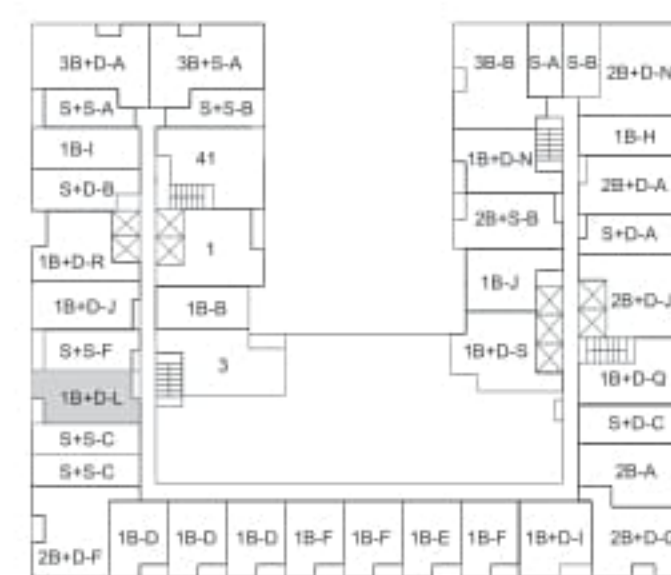 3B+D-A
3B+S-A
S+S-A
S+S-B
1B-I
41
S+D-B
1B+D-R
1
1B+D-J
1B-B
S+S-F
3
1B+D-L
S+S-C
S+S-C
2B+D-F
1B-D
1B-D
1B-D
1B-F
1B-F
1B-E
1B-F
1B+D-I
3B-B
S-A
S-B
2B+D-N
1B-H
1B+D-N
2B+D-A
2B+S-B
S+D-A
1B-J
2B+D-J
1B+D-S
1B+D-Q
S+D-C
2B-A